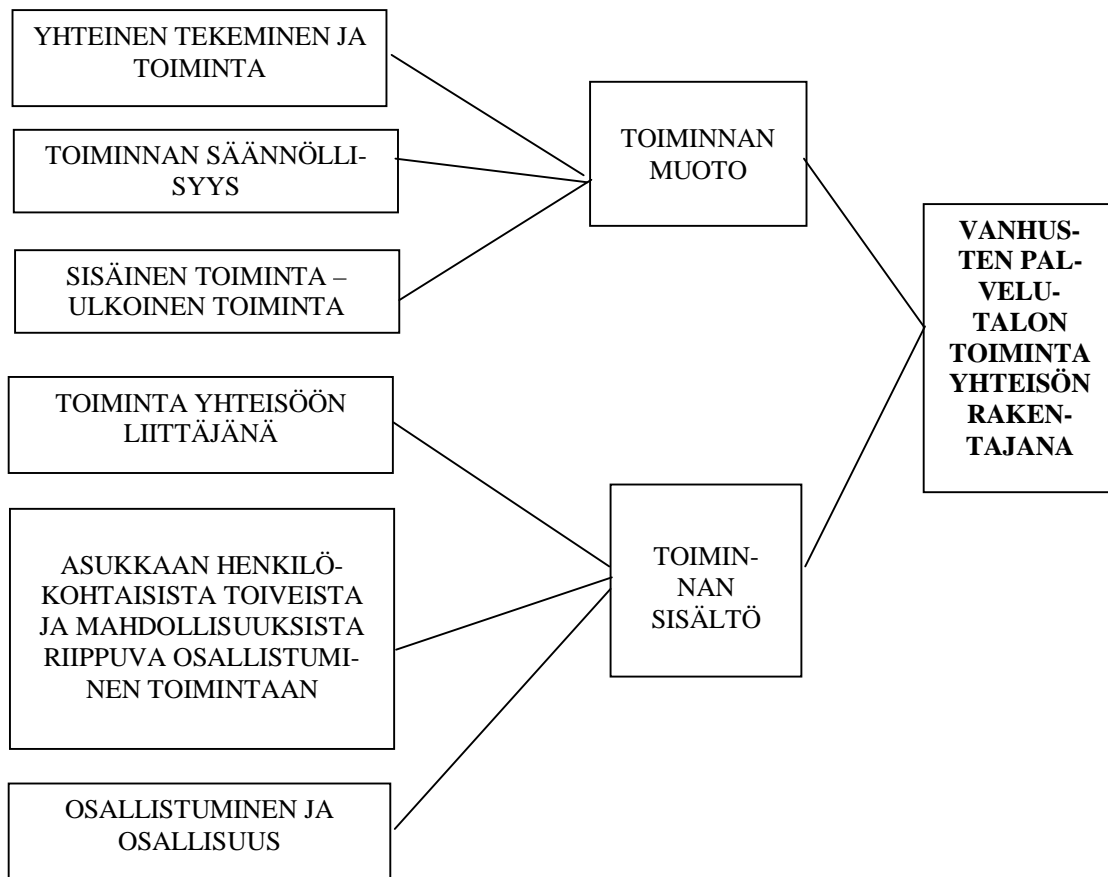 YHTEINEN TEKEMINEN JA
TOIMINTA
TOIMINNAN SÄÄNNÖLLI-
SYYS
SISÄINEN TOIMINTA –
ULKOINEN TOIMINTA
TOIMINTA YHTEISÖÖN
LIITTÄJÄNÄ
ASUKKAAN HENKILÖ-
KOHTAISISTA TOIVEISTA
JA MAHDOLLISUUKSISTA
RIIPPUVA OSALLISTUMI-
NEN TOIMINTAAN
OSALLISTUMINEN JA
OSALLISUUS
TOIMINNAN
MUOTO
TOIMIN-
NAN
SISÄLTÖ
VANHUS-
TEN PAL-
VELU-
TALON
TOIMINTA
YHTEISÖN
RAKEN-
TAJANA